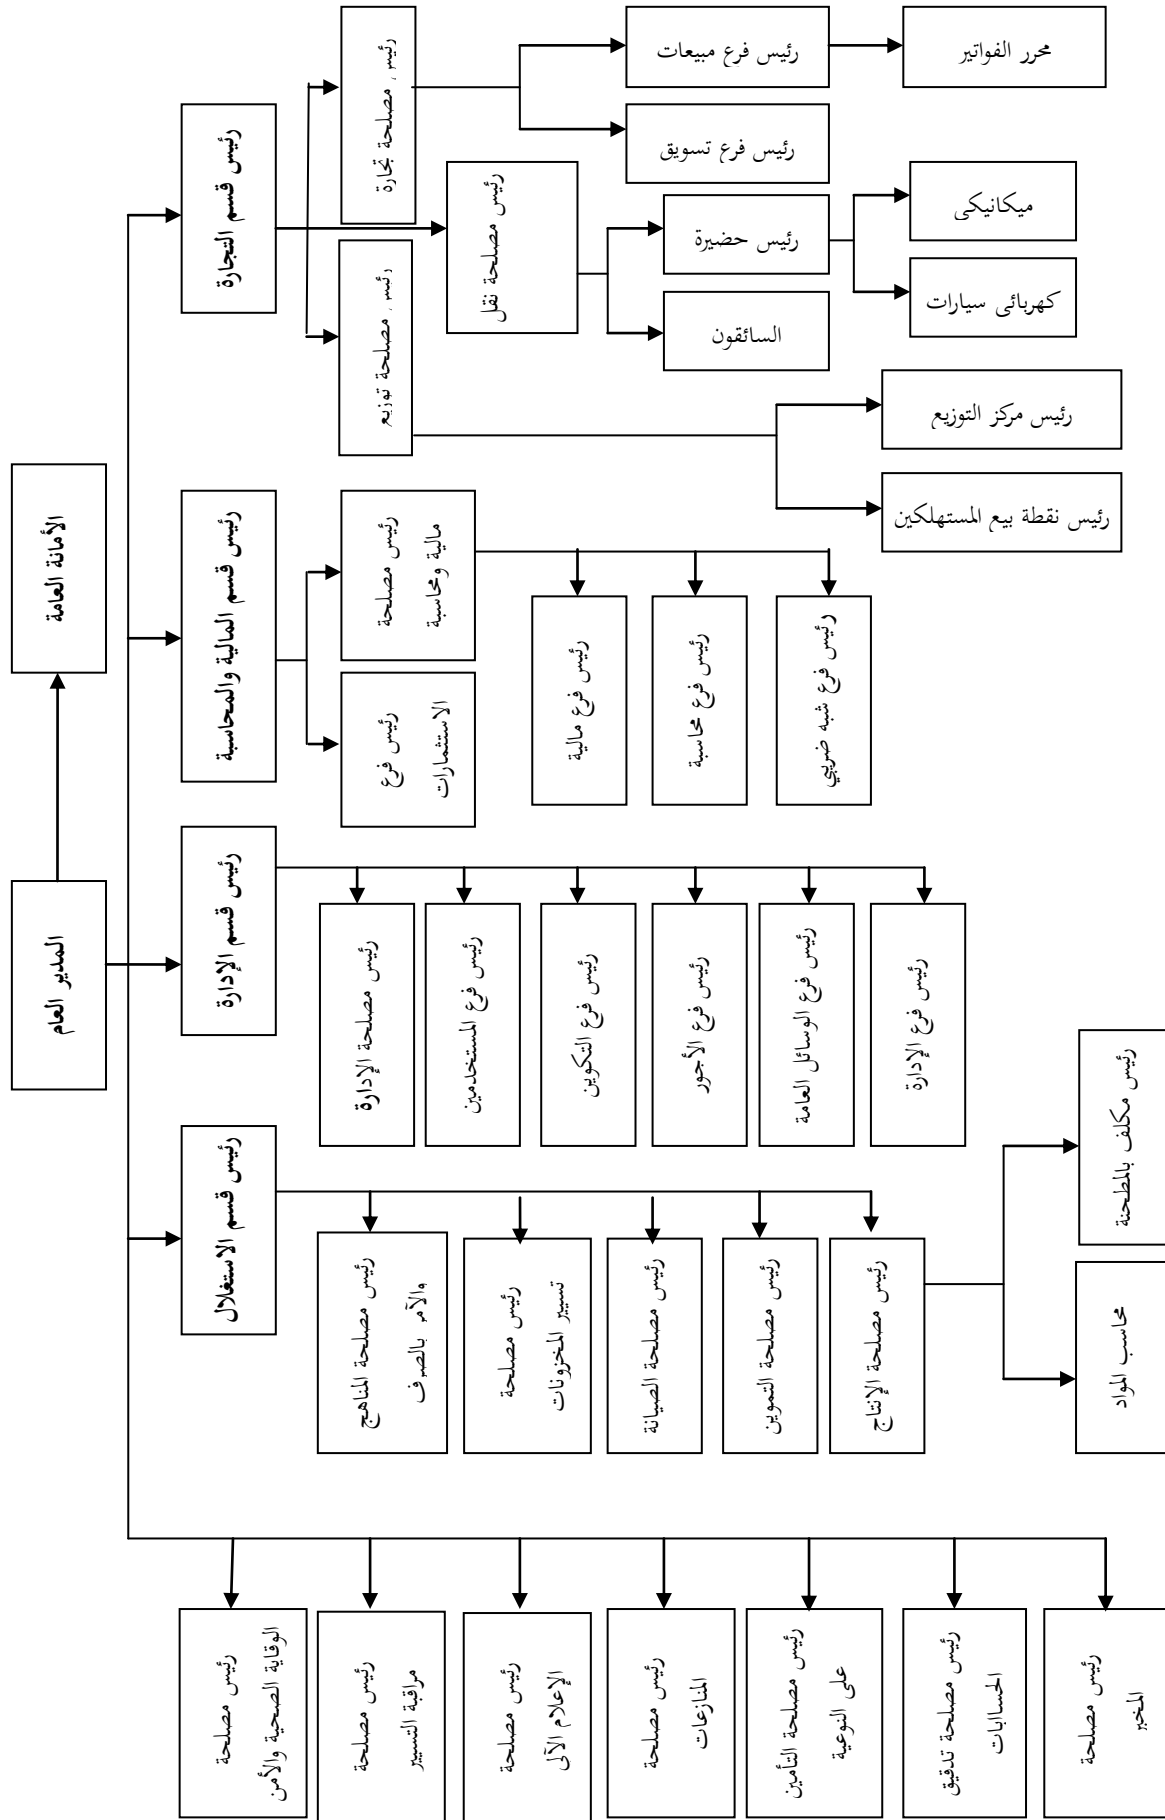 المدير العام
الأمانة العامة
رئيس قسم التجارة
رئيس مصلحة تجارة
رئيس فرع مبيعات
محرر الفواتير
رئيس فرع تسويق
رئيس مصلحة نقل
رئيس حضيرة
ميكانيكي
كهربائي سيارات
السائقون
رئيس مصلحة توزيع
رئيس مركز التوزيع
رئيس نقطة بيع المستهلكين
رئيس قسم المالية والمحاسبة
رئيس مصلحة
مالية ومحاسبة
رئيس فرع
الاستثمارات
رئيس فرع مالية
رئيس فرع محاسبة
رئيس فرع شبه ضريبي
رئيس قسم الإدارة
رئيس مصلحة الإدارة
رئيس فرع المستخدمين
رئيس فرع التكوين
رئيس فرع الأجور
رئيس فرع الوسائل العامة
رئيس فرع الإدارة
رئيس قسم الاستغلال
رئيس مصلحة المناهج
والآمر بالصرف
رئيس مصلحة
تسيير المخزونات
رئيس مصلحة الصيانة
رئيس مصلحة التموين
رئيس مصلحة الإنتاج
رئيس مكلف بالمطحنة
محاسب المواد
رئيس مصلحة
الوقاية الصحية والأمن
رئيس مصلحة
مراقبة التسيير
رئيس مصلحة
الإعلام الآلي
رئيس مصلحة
المنازعات
رئيس مصلحة التأمين
على النوعية
رئيس مصلحة تدقيق
الحسابات
رئيس مصلحة
المخبر